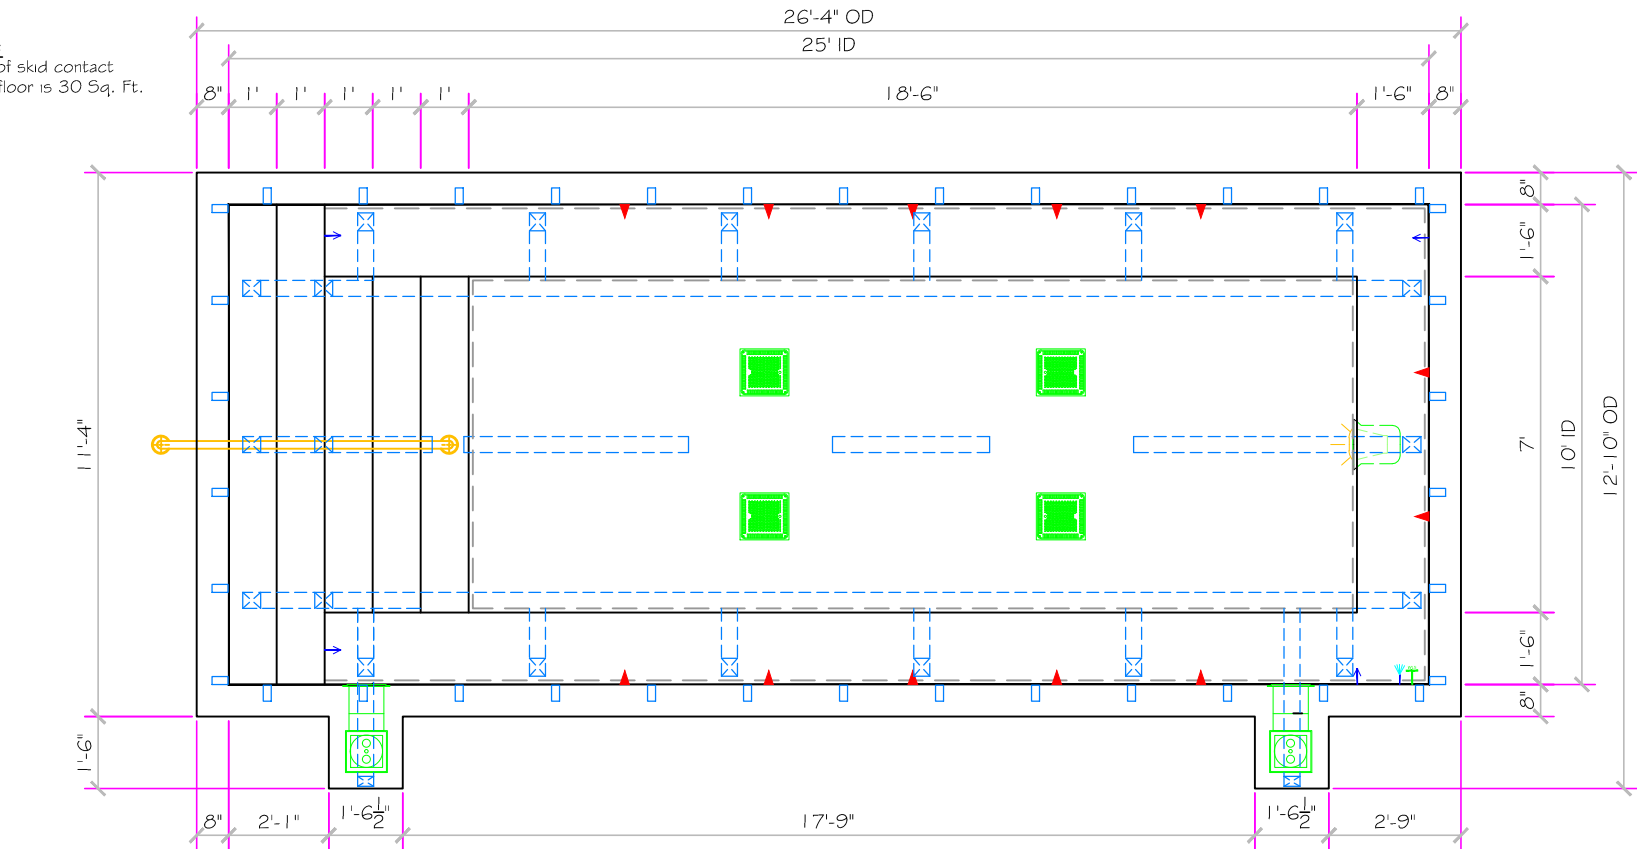 26'-4" OD
25' ID
of skid contact
floor is 30 Sq. Ft.
8" 1' 1' 1' 1' 1' 18'-6" 1'-6" 8"
8"
1'-6"
11'-4"
7'
10' ID
12'-10" OD
1'-6"
8"
1'-6"
8" 2'-1" 1'-6½" 17'-9" 1'-6½" 2'-9"